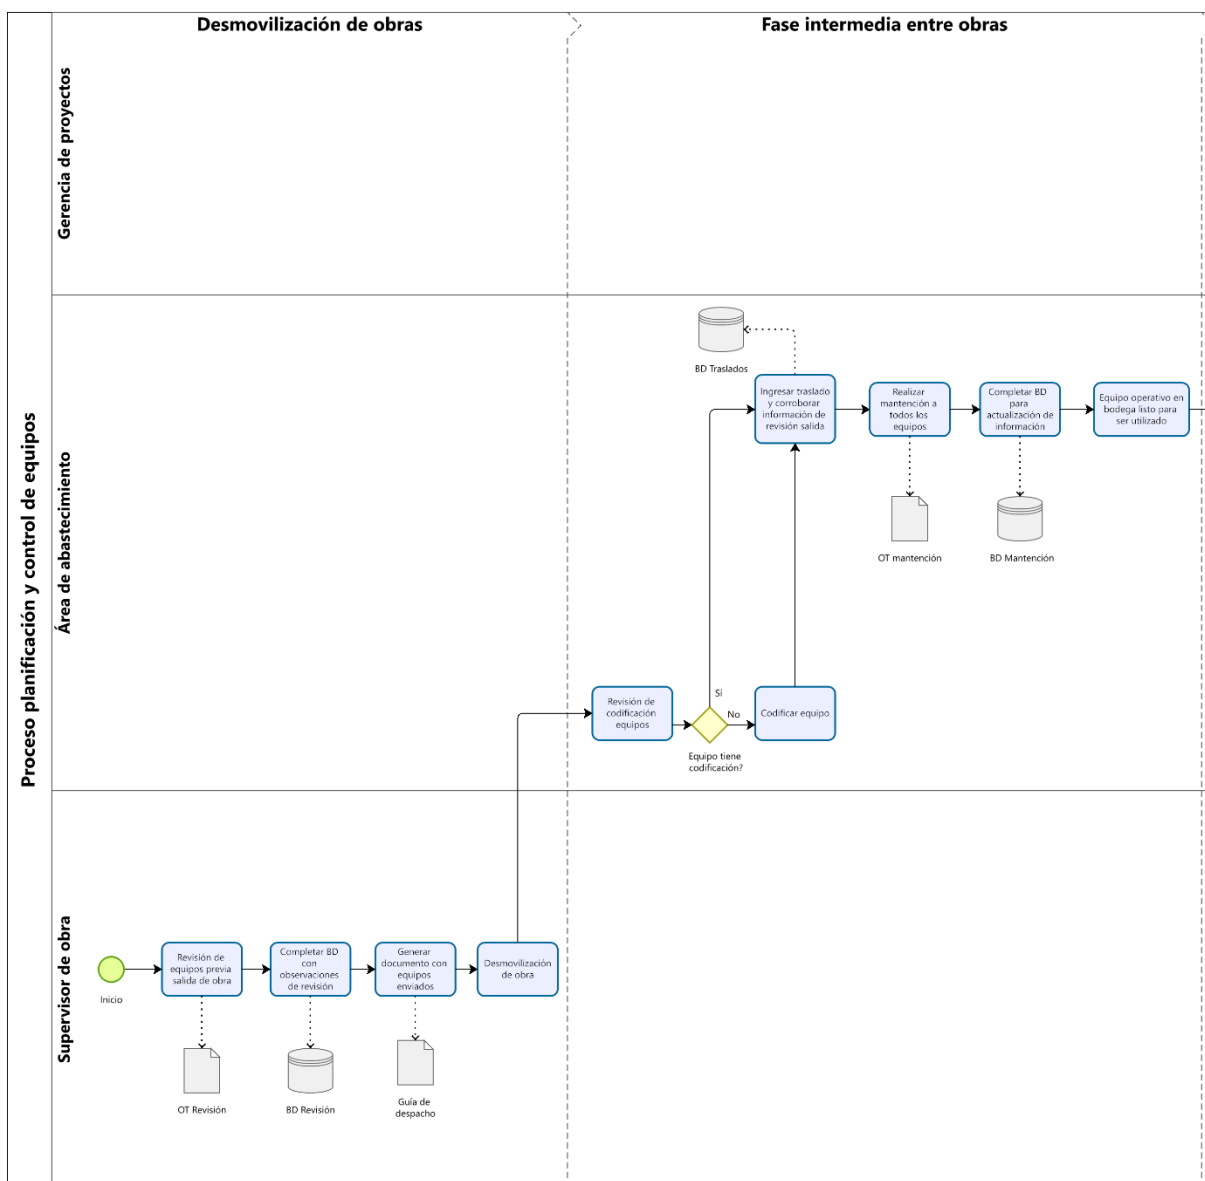 Desmovilización de obras
Fase intermedia entre obras
Proceso planificación y control de equipos
Gerencia de proyectos
Área de abastecimiento
BD Traslados
Ingresar traslado
y corroborar
información de
revisión salida
Realizar
mantención a
todos los
equipos
Completar BD
para
actualización de
información
Equipo operativo en
bodega listo para
ser utilizado
OT mantención
BD Mantención
Revisión de
codificación
equipos
Sí
No
Equipo tiene
codificación?
Codificar equipo
Supervisor de obra
Inicio
Revisión de
equipos previa
salida de obra
Completar BD
con
observaciones
de revisión
Generar
documento con
equipos
enviados
Desmovilización
de obra
OT Revisión
BD Revisión
Guía de
despacho